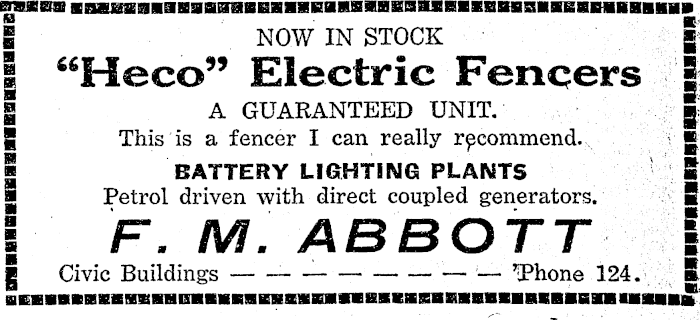 NOW IN STOCK
“Heco” Electric Fencers
A GUARANTEED UNIT.
This is a fencer I can really recommend.
BATTERY LIGHTING PLANTS
Petrol driven with direct coupled generators.
F. M. ABBOTT
Civic Buildings — — — — — — — — ’Phone 124.